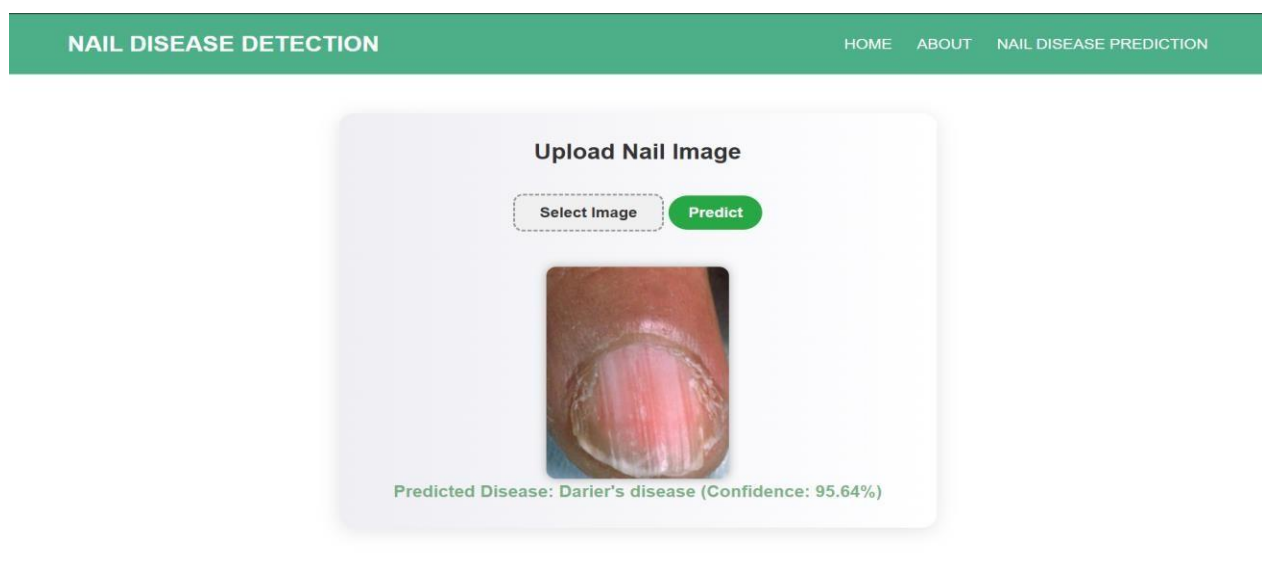 NAIL DISEASE DETECTION HOME ABOUT NAIL DISEASE PREDICTION
Upload Nail Image
Select Image Predict
Predicted Disease: Darier's disease (Confidence: 95.64%)